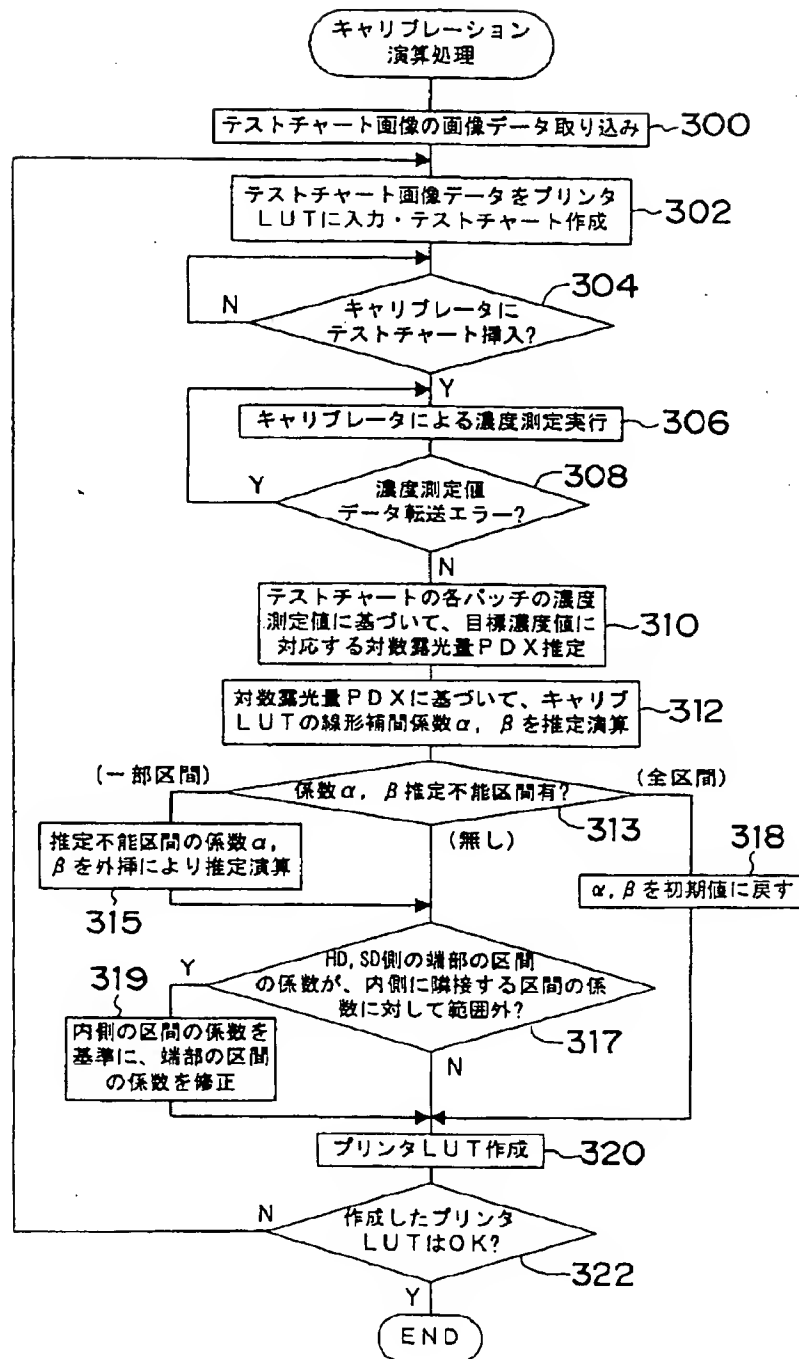 キャリブレーション
演算処理
テストチャート画像の画像データ取り込み
300
テストチャート画像データをプリンタ
LUTに入力・テストチャート作成
302
304
N
キャリブレータに
テストチャート挿入?
Y
キャリブレータによる濃度測定実行
306
308
Y
濃度測定値
データ転送エラー?
N
テストチャートの各パッチの濃度
測定値に基づいて、目標濃度値に
対応する対数露光量PDX推定
310
対数露光量PDXに基づいて、キャリブ
LUTの線形補間係数α, βを推定演算
312
(一部区間)
係数α, β推定不能区間有?
(全区間)
313
(無し)
推定不能区間の係数α,
βを外挿により推定演算
315
318
α, βを初期値に戻す
HD, SD側の端部の区間
の係数が、内側に隣接する区間の係
数に対して範囲外?
317
Y
319
内側の区間の係数を
基準に、端部の区間
の係数を修正
N
プリンタLUT作成
320
N
作成したプリンタ
LUTはOK?
322
Y
END